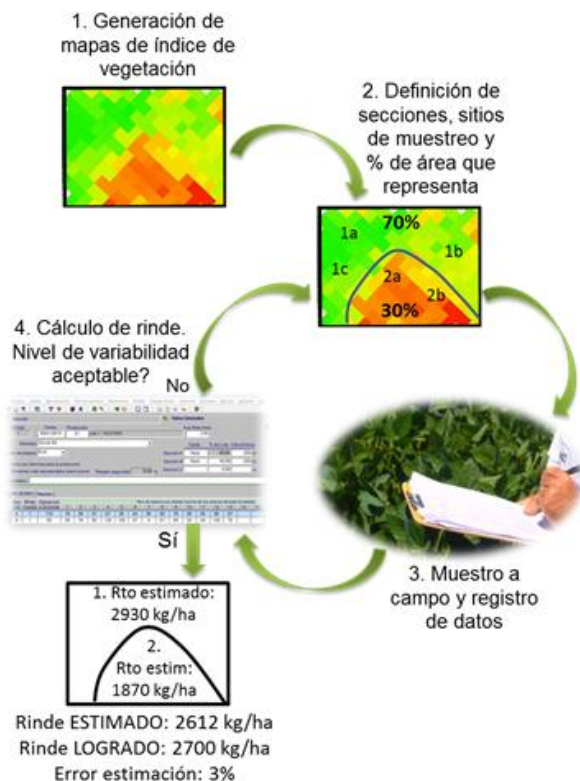 1. Generación de
mapas de índice de
vegetación
2. Definición de
secciones, sitios
de muestreo y
% de área que
representa
1a
70%
1b
1c
2a
2b
30%
4. Cálculo de rinde.
Nivel de variabilidad
aceptable?
No
Sí
3. Muestro a
campo y registro
de datos
1. Rto estimado:
2930 kg/ha
2.
Rto estim:
1870 kg/ha
Rinde ESTIMADO: 2612 kg/ha
Rinde LOGRADO: 2700 kg/ha
Error estimación: 3%